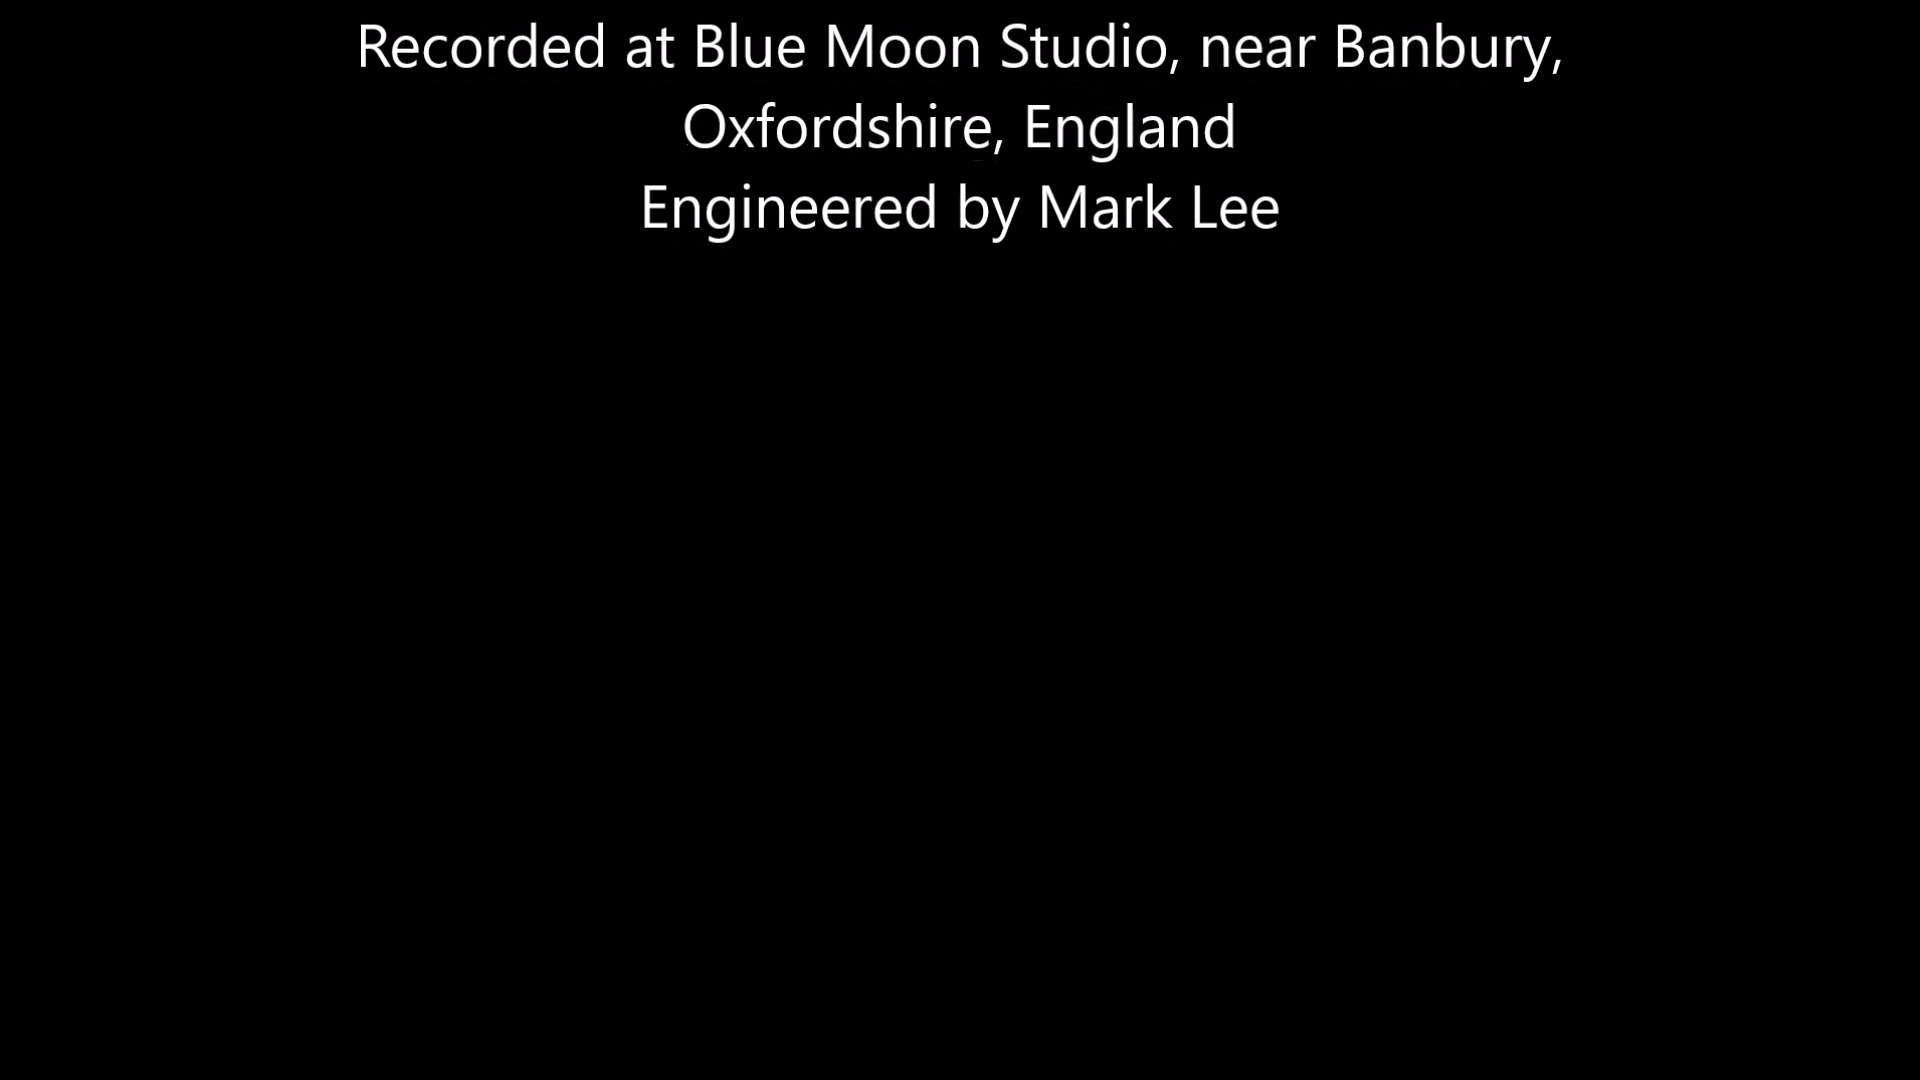 Recorded at Blue Moon Studio, near Banbury,
Oxfordshire, England
Engineered by Mark Lee